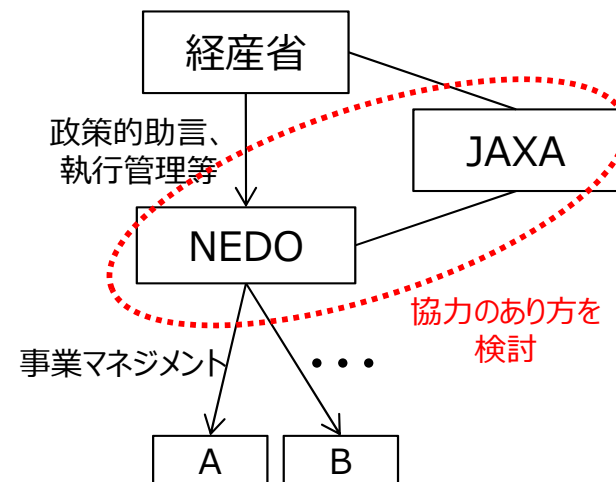 経産省
政策的助言、
執行管理等
JAXA
NEDO
協力のあり方を
検討
事業マネジメント
・・・
A
B